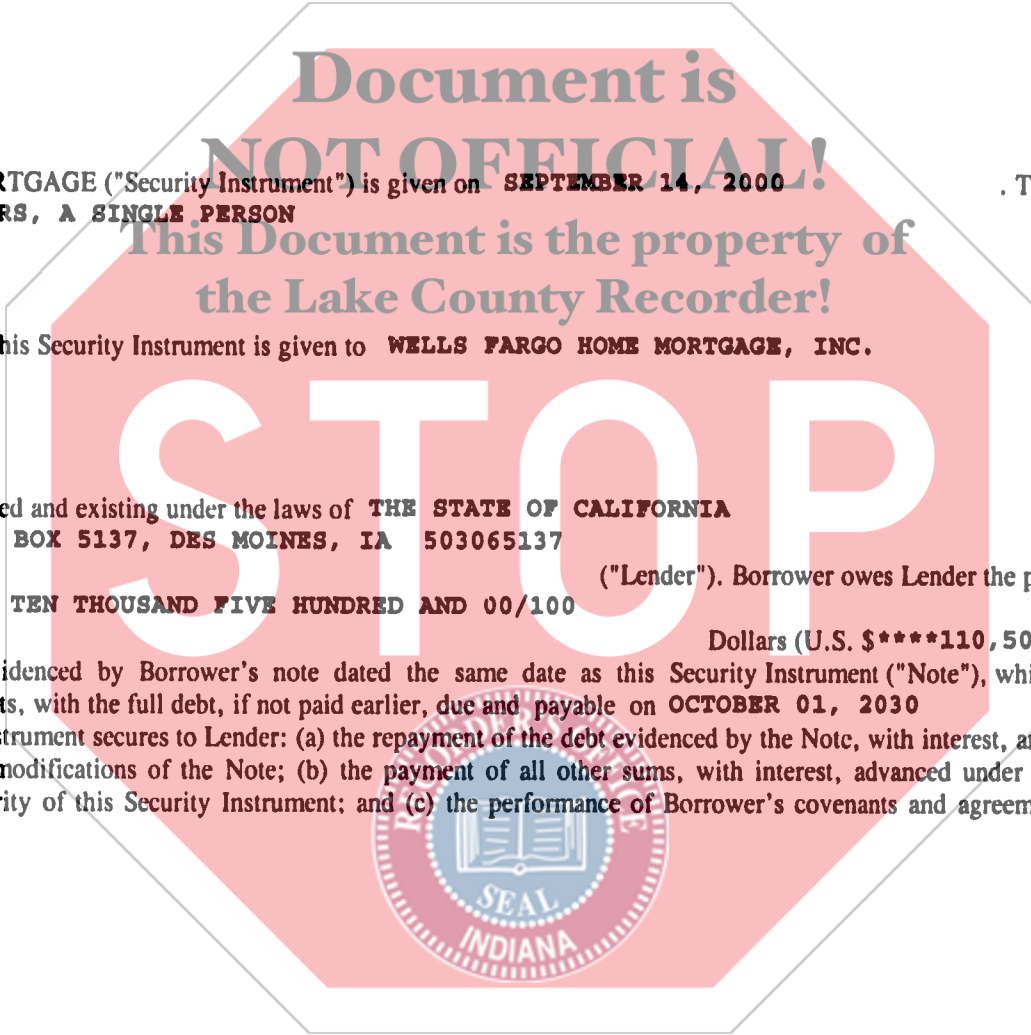 Document is
NOT OFFICIAL!
RTGAGE ("Security Instrument") is given on SEPTEMBER 14, 2000 . T
RS, A SINGLE PERSON
This Document is the property of
the Lake County Recorder!
his Security Instrument is given to WELLS FARGO HOME MORTGAGE, INC.
STOP
ed and existing under the laws of THE STATE OF CALIFORNIA
BOX 5137, DES MOINES, IA 503065137
("Lender"). Borrower owes Lender the p
TEN THOUSAND FIVE HUNDRED AND 00/100
Dollars (U.S. $****110,50
idenced by Borrower's note dated the same date as this Security Instrument ("Note"), whi
ts, with the full debt, if not paid earlier, due and payable on OCTOBER 01, 2030
strument secures to Lender: (a) the repayment of the debt evidenced by the Note, with interest, a
modifications of the Note; (b) the payment of all other sums, with interest, advanced under
rity of this Security Instrument; and (c) the performance of Borrower's covenants and agreem
RECORDER'S OFFICE
SEAL
INDIANA